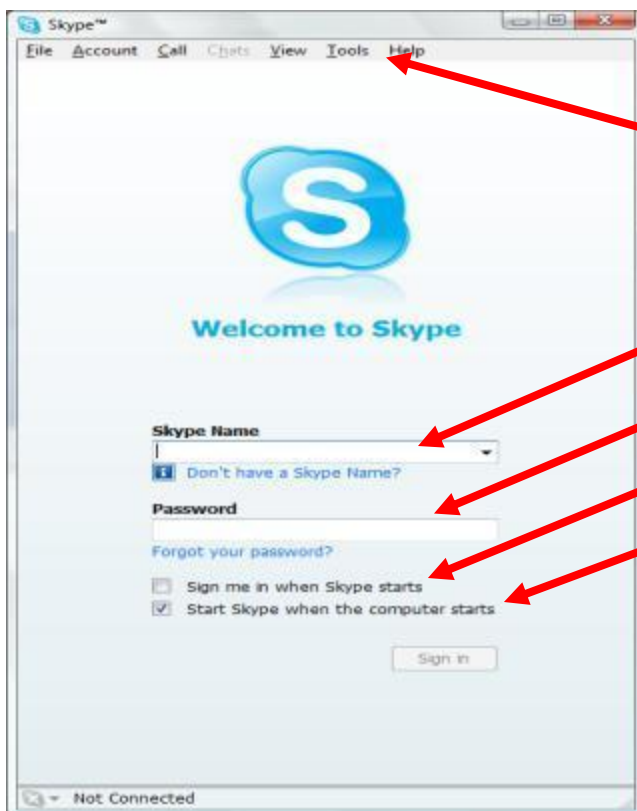 Skype™
File Account Call Chats View Tools Help
S
Welcome to Skype
Skype Name
Don't have a Skype Name?
Password
Forgot your password?
Sign me in when Skype starts
Start Skype when the computer starts
Sign in
Not Connected